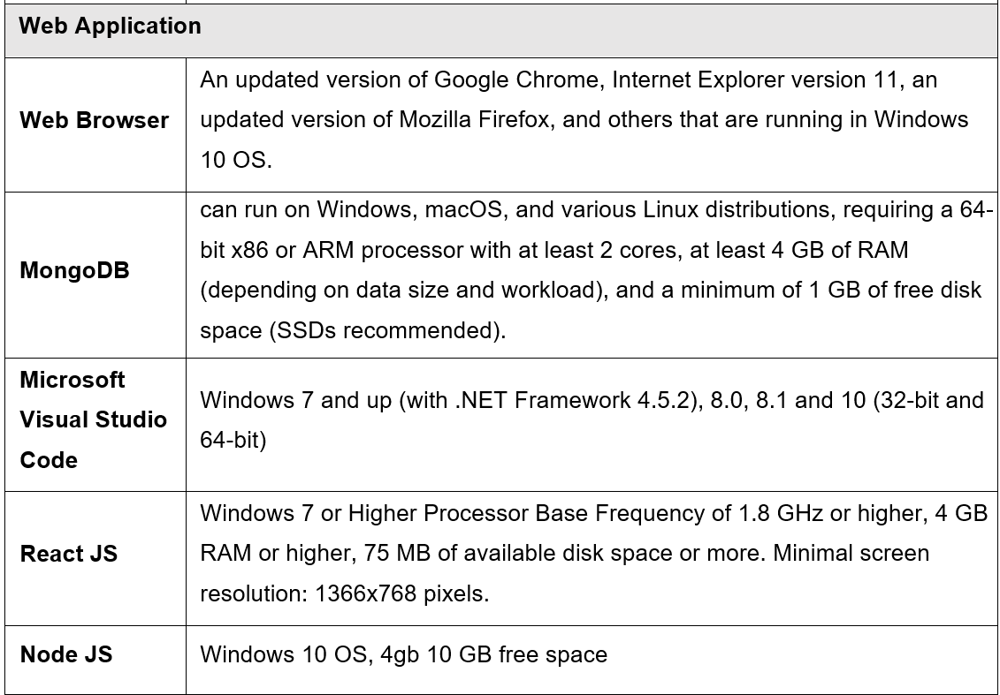 Web Application
Web Browser
An updated version of Google Chrome, Internet Explorer version 11, an
updated version of Mozilla Firefox, and others that are running in Windows
10 OS.
MongoDB
can run on Windows, macOS, and various Linux distributions, requiring a 64-
bit x86 or ARM processor with at least 2 cores, at least 4 GB of RAM
(depending on data size and workload), and a minimum of 1 GB of free disk
space (SSDs recommended).
Microsoft
Visual Studio
Code
Windows 7 and up (with .NET Framework 4.5.2), 8.0, 8.1 and 10 (32-bit and
64-bit)
React JS
Windows 7 or Higher Processor Base Frequency of 1.8 GHz or higher, 4 GB
RAM or higher, 75 MB of available disk space or more. Minimal screen
resolution: 1366x768 pixels.
Node JS
Windows 10 OS, 4gb 10 GB free space